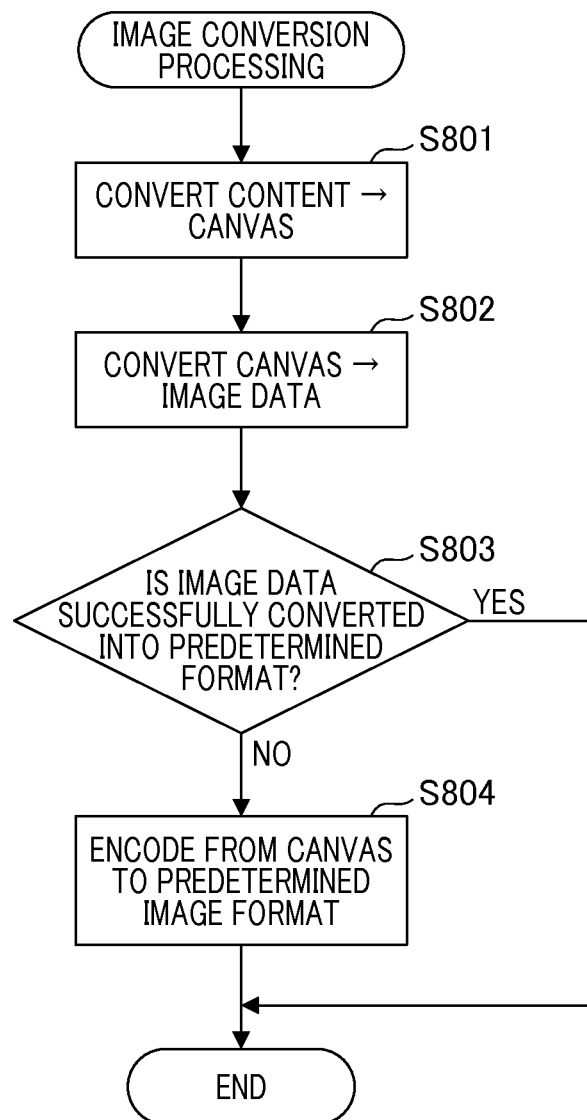 IMAGE CONVERSION
PROCESSING
S801
CONVERT CONTENT →
CANVAS
S802
CONVERT CANVAS →
IMAGE DATA
S803
IS IMAGE DATA
SUCCESSFULLY CONVERTED
INTO PREDETERMINED
FORMAT?
YES
NO
S804
ENCODE FROM CANVAS
TO PREDETERMINED
IMAGE FORMAT
END